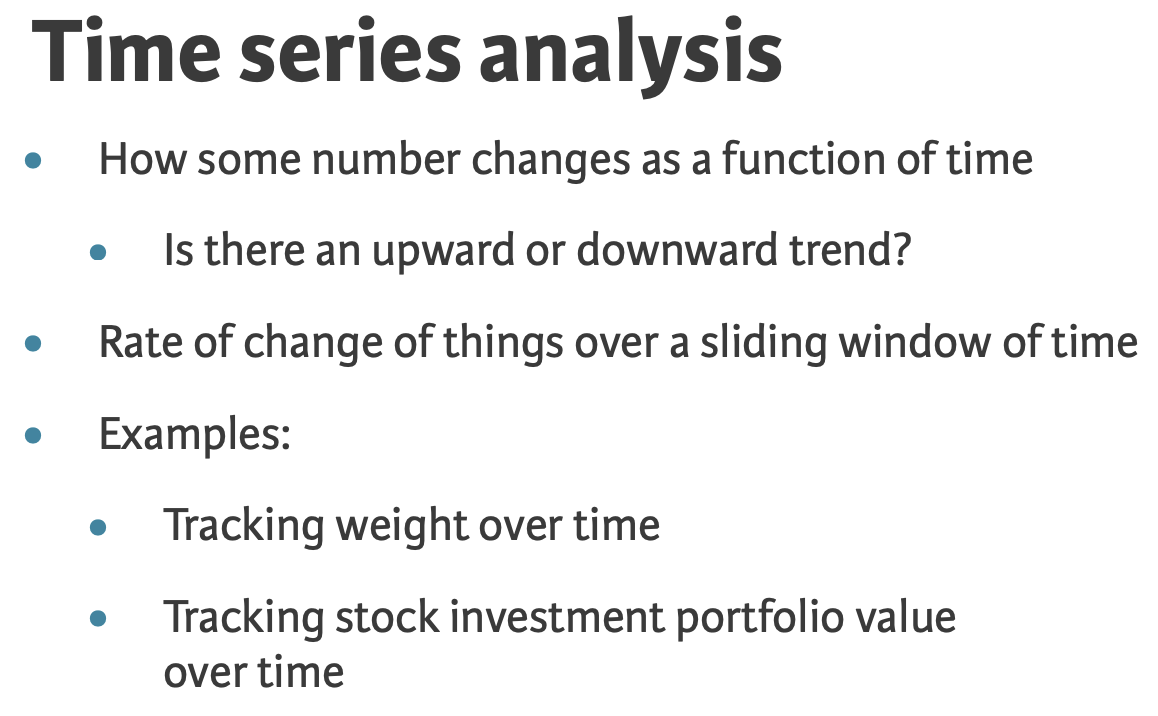 Time series analysis
• How some number changes as a function of time
• Is there an upward or downward trend?
• Rate of change of things over a sliding window of time
• Examples:
• Tracking weight over time
• Tracking stock investment portfolio value
over time